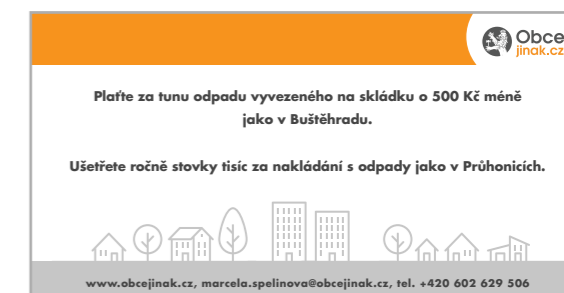 Obce
jinak.cz
Plaťte za tunu odpadu vyvezeného na skládku o 500 Kč méně
jako v Buštěhradu.
Ušetřete ročně stovky tisíc za nakládání s odpady jako v Průhonicích.
www.obcejinak.cz, marcela.spelinova@obcejinak.cz, tel. +420 602 629 506